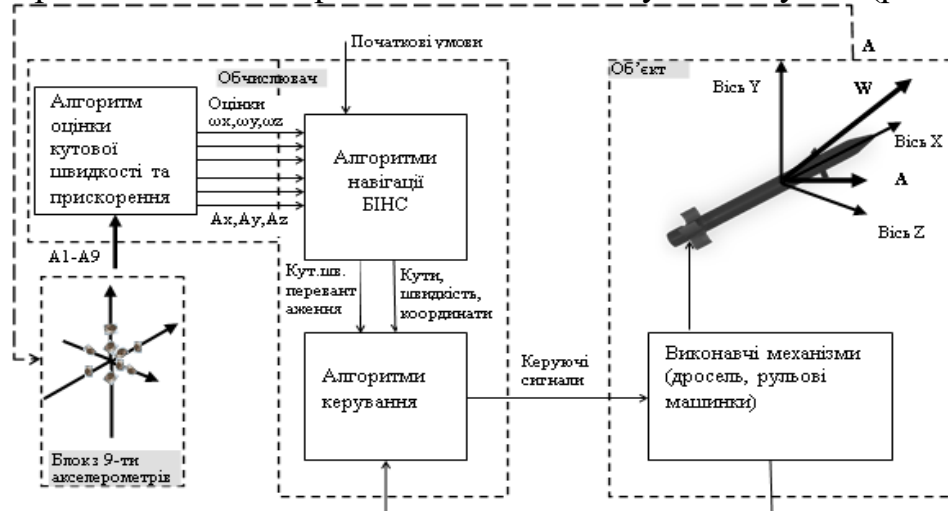 Початкові умови
А
Обчислювач
Об’єкт
Алгоритм
оцінки
кутової
швидкості та
прискорення
Оцінки
ωx,ωy,ωz
Ax,Ay,Az
Алгоритми
навігації
БІНС
Вісь Y
W
Вісь X
А
Вісь Z
A1-A9
Кут.шв.
перевант
аження
Кути,
швидкість,
координати
Алгоритми
керування
Керуючі
сигнали
Виконавчі механізми
(дросель, рульові
машинки)
Блок з 9-ти
акселерометрів